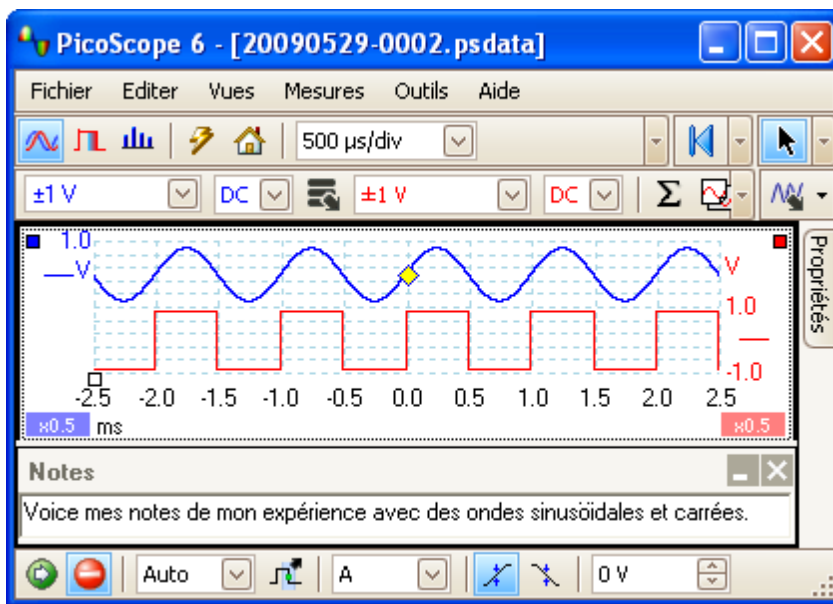 PicoScope 6 - [20090529-0002.psdata]
Fichier Editer Vues Mesures Outils Aide
500 µs/div
±1 V DC ±1 V DC Σ
1.0
V
V
1.0
-1.0
-2.5 -2.0 -1.5 -1.0 -0.5 0.0 0.5 1.0 1.5 2.0 2.5
x0.5 ms x0.5
Propriétés
Notes
Voice mes notes de mon expérience avec des ondes sinusöidales et carrées.
Auto A 0 V